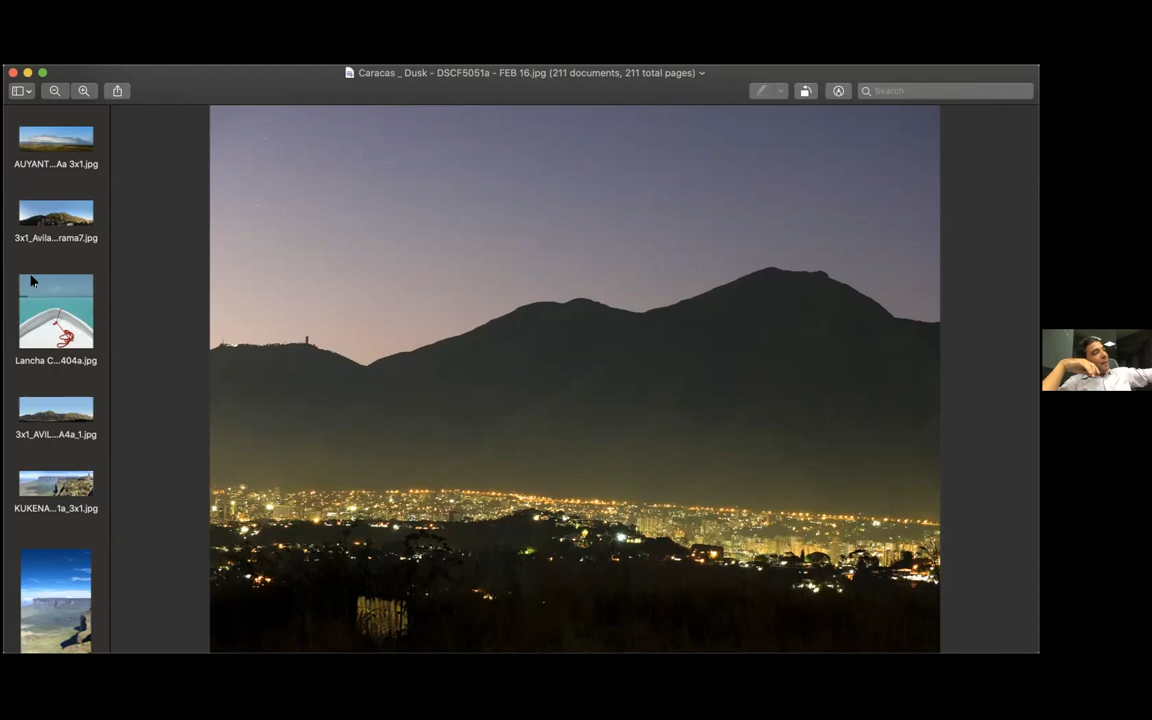 Caracas _ Dusk - DSCF5051a - FEB 16.jpg (211 documents, 211 total pages)
Search
AUYANT...Aa 3x1.jpg
3x1_Avila...rama7.jpg
Lancha C...404a.jpg
3x1_AVIL...A4a_1.jpg
KUKENA...1a_3x1.jpg